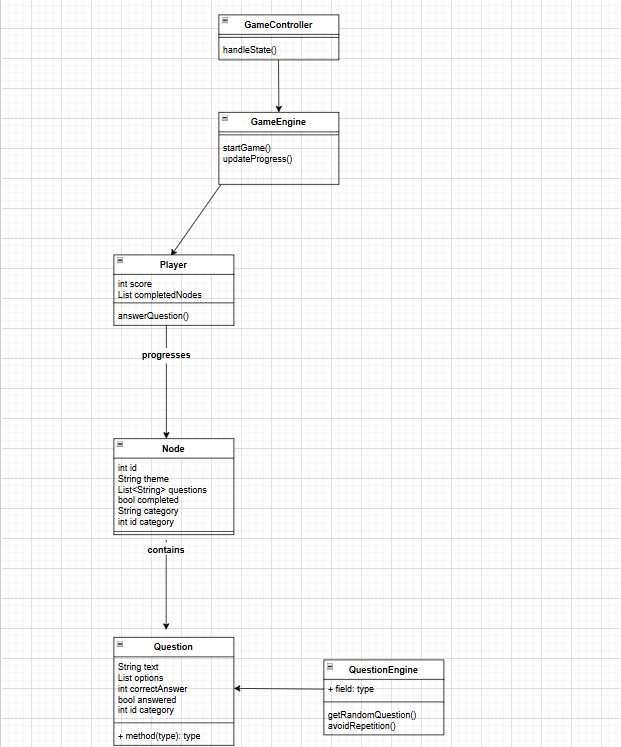 GameController
handleState()
GameEngine
startGame()
updateProgress()
Player
int score
List completedNodes
answerQuestion()
progresses
Node
int id
String theme
List<String> questions
bool completed
String category
int id category
contains
Question
String text
List options
int correctAnswer
bool answered
int id category
+ method(type): type
QuestionEngine
+ field: type
getRandomQuestion()
avoidRepetition()